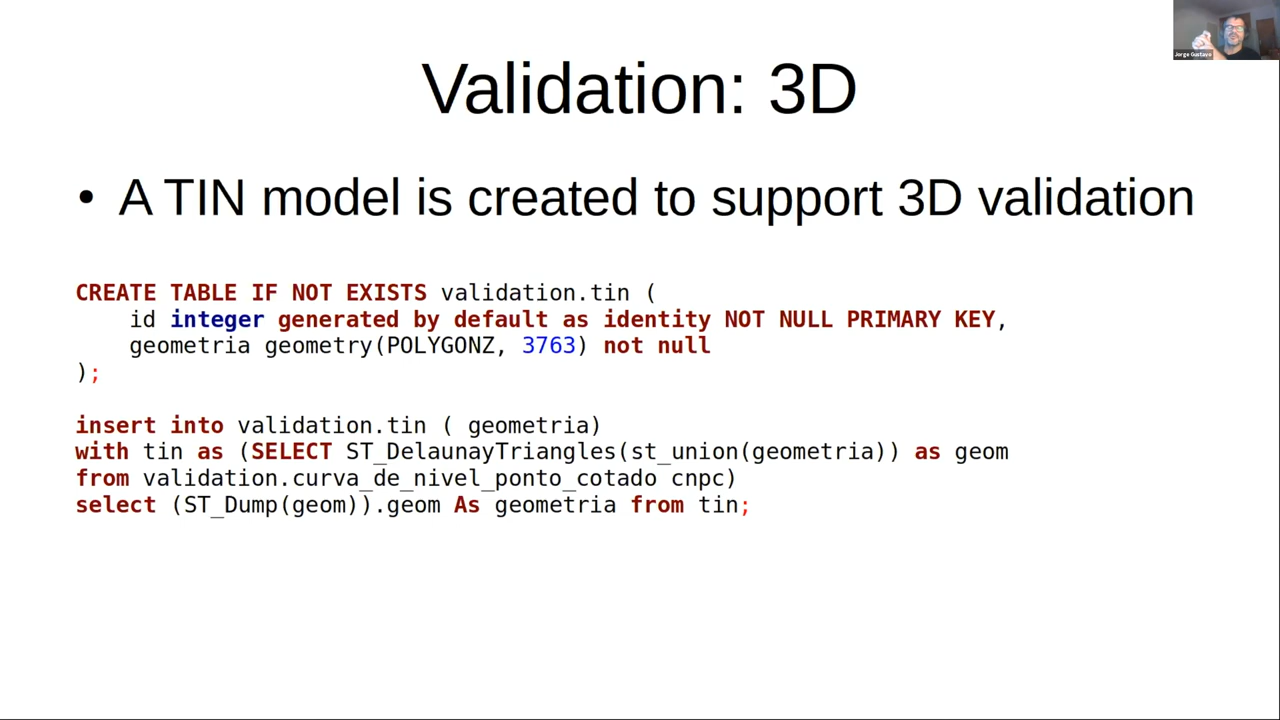 Jorge Gustavo
Validation: 3D
• A TIN model is created to support 3D validation
CREATE TABLE IF NOT EXISTS validation.tin (
    id integer generated by default as identity NOT NULL PRIMARY KEY,
    geometria geometry(POLYGONZ, 3763) not null
);
insert into validation.tin ( geometria)
with tin as (SELECT ST_DelaunayTriangles(st_union(geometria)) as geom
from validation.curva_de_nivel_ponto_cotado cnpc)
select (ST_Dump(geom)).geom As geometria from tin;